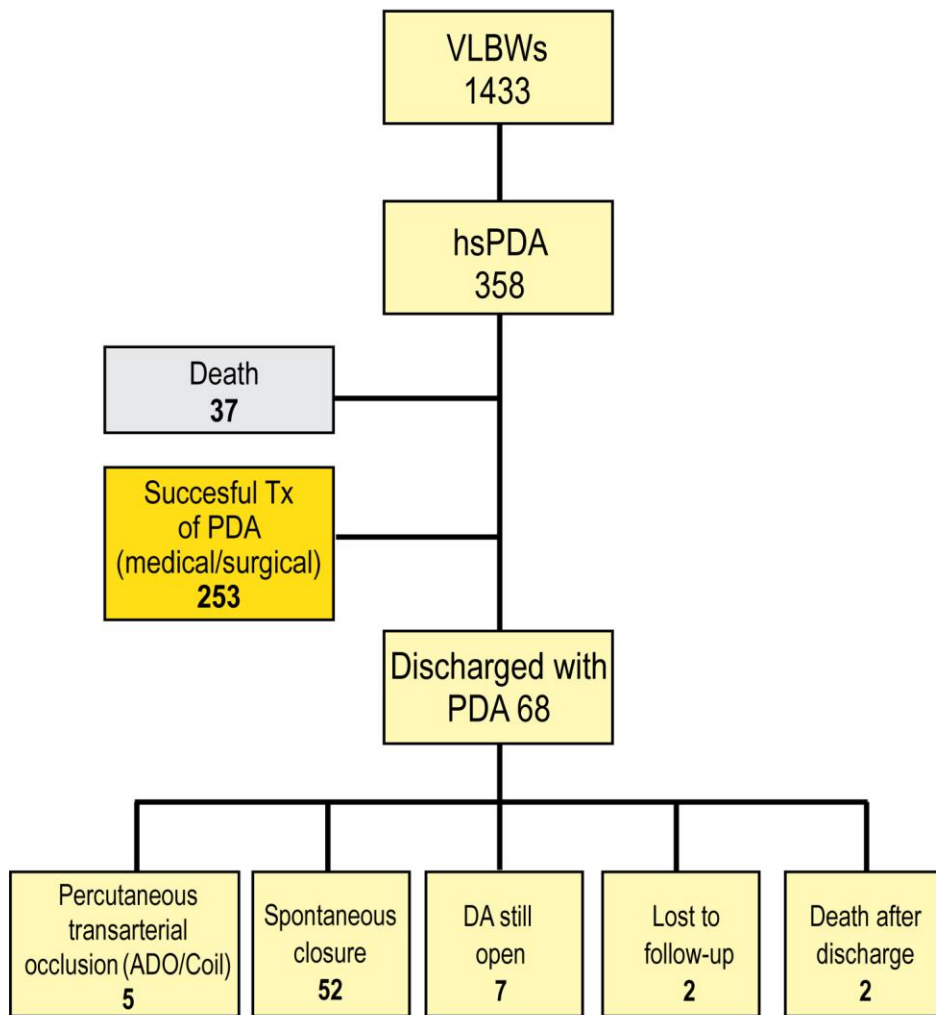 VLBWs
1433
hsPDA
358
Death
37
Succesful Tx
of PDA
(medical/surgical)
253
Discharged with
PDA 68
Percutaneous
transarterial
occlusion (ADO/Coil)
5
Spontaneous
closure
52
DA still
open
7
Lost to
follow-up
2
Death after
discharge
2